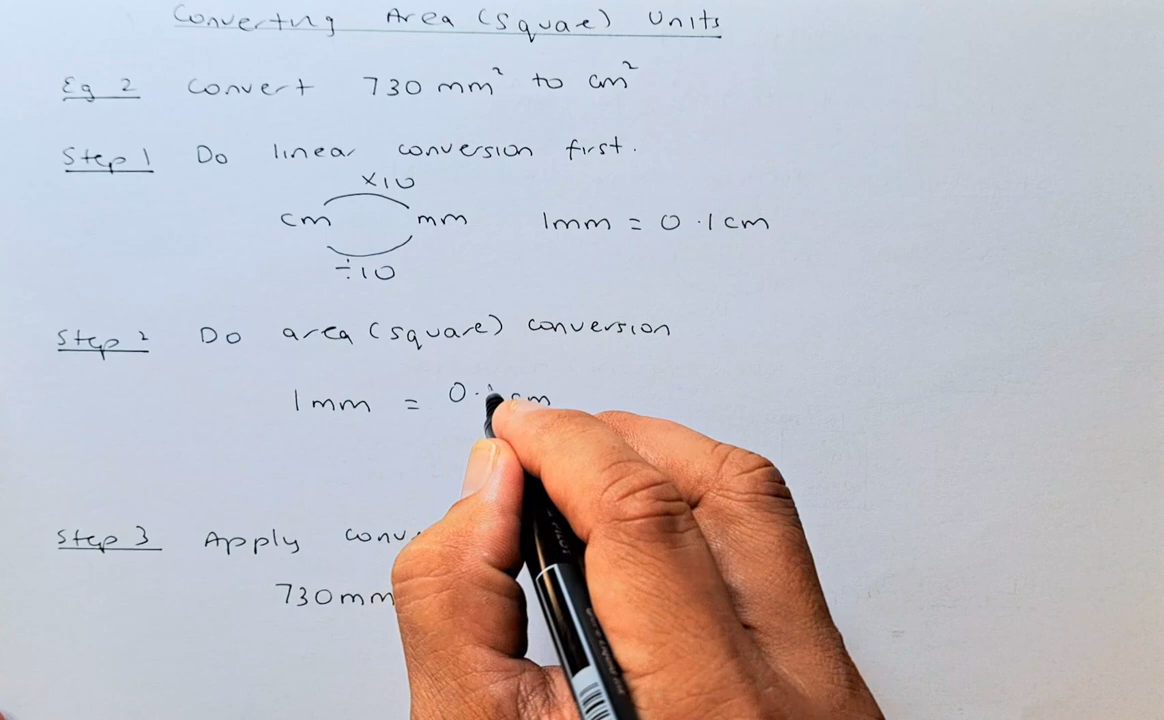 Converting Area (Square) Units
Eg 2 Convert 730 mm² to cm²
Step 1 Do linear conversion first.
×10
cm mm 1mm = 0.1cm
÷10
Step 2 Do area (square) conversion
1mm = 0. cm
Step 3 Apply
730mm